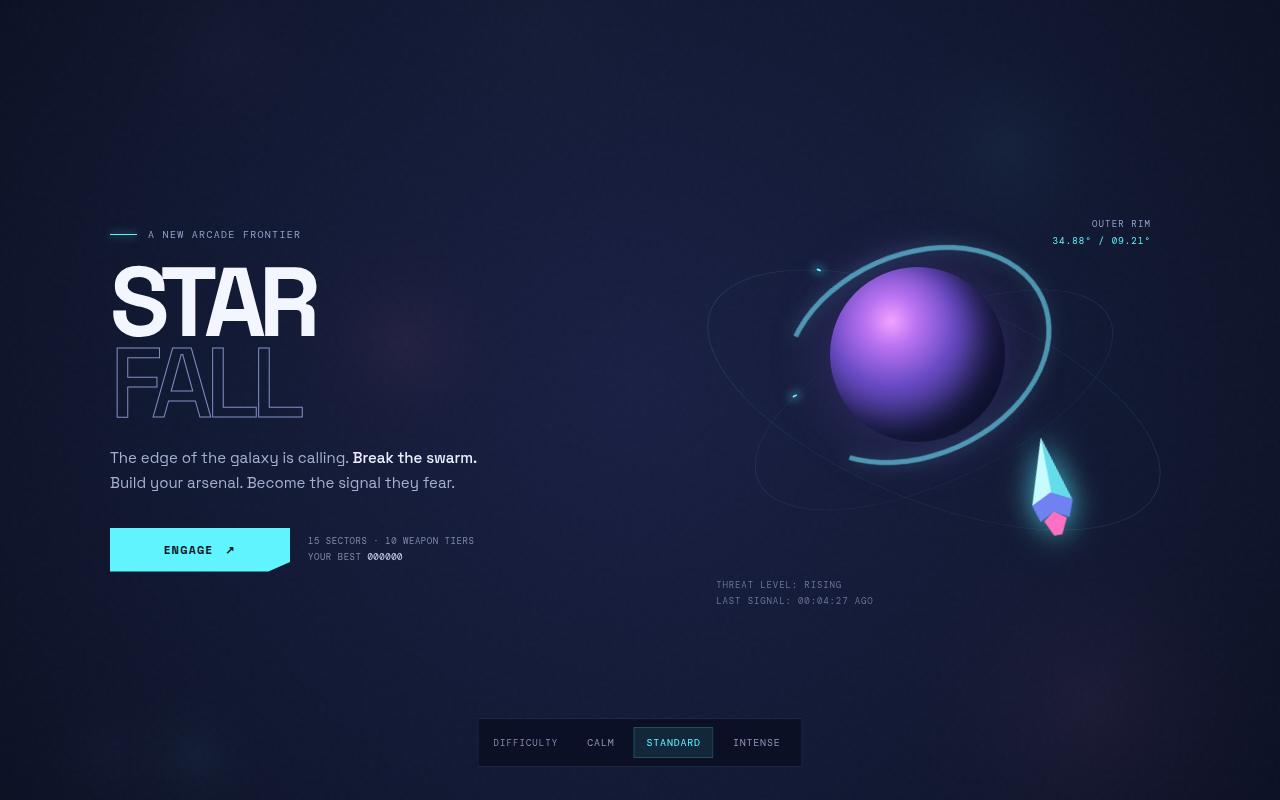 A NEW ARCADE FRONTIER
STAR
FALL
The edge of the galaxy is calling. Break the swarm.
Build your arsenal. Become the signal they fear.
ENGAGE ↗
15 SECTORS · 10 WEAPON TIERS
YOUR BEST 000000
OUTER RIM
34.88° / 09.21°
THREAT LEVEL: RISING
LAST SIGNAL: 00:04:27 AGO
DIFFICULTY CALM STANDARD INTENSE